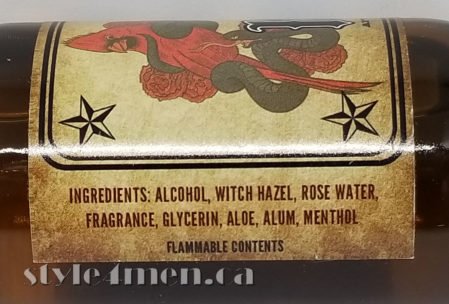 INGREDIENTS: ALCOHOL, WITCH HAZEL, ROSE WATER,
FRAGRANCE, GLYCERIN, ALOE, ALUM, MENTHOL
FLAMMABLE CONTENTS
style4men.ca